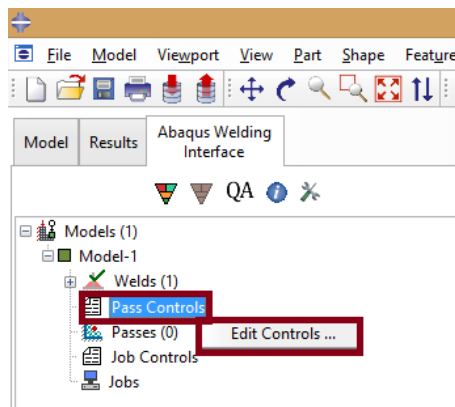 File Model Viewport View Part Shape Feature
Model Results Abaqus Welding
Interface
QA
Models (1)
Model-1
Welds (1)
Pass Controls
Passes (0) Edit Controls ...
Job Controls
Jobs